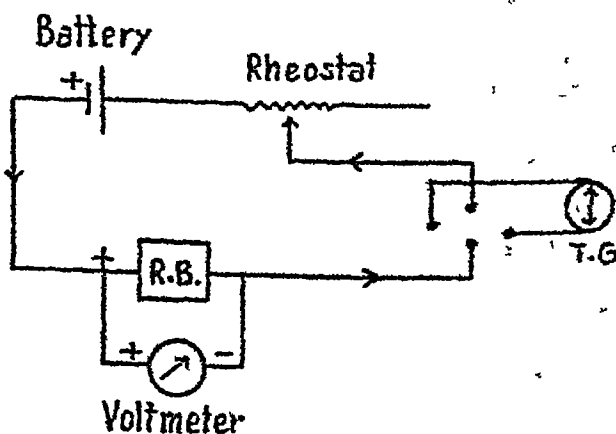 Battery
Rheostat
+
T.G
+
R.B.
+ -
Voltmeter